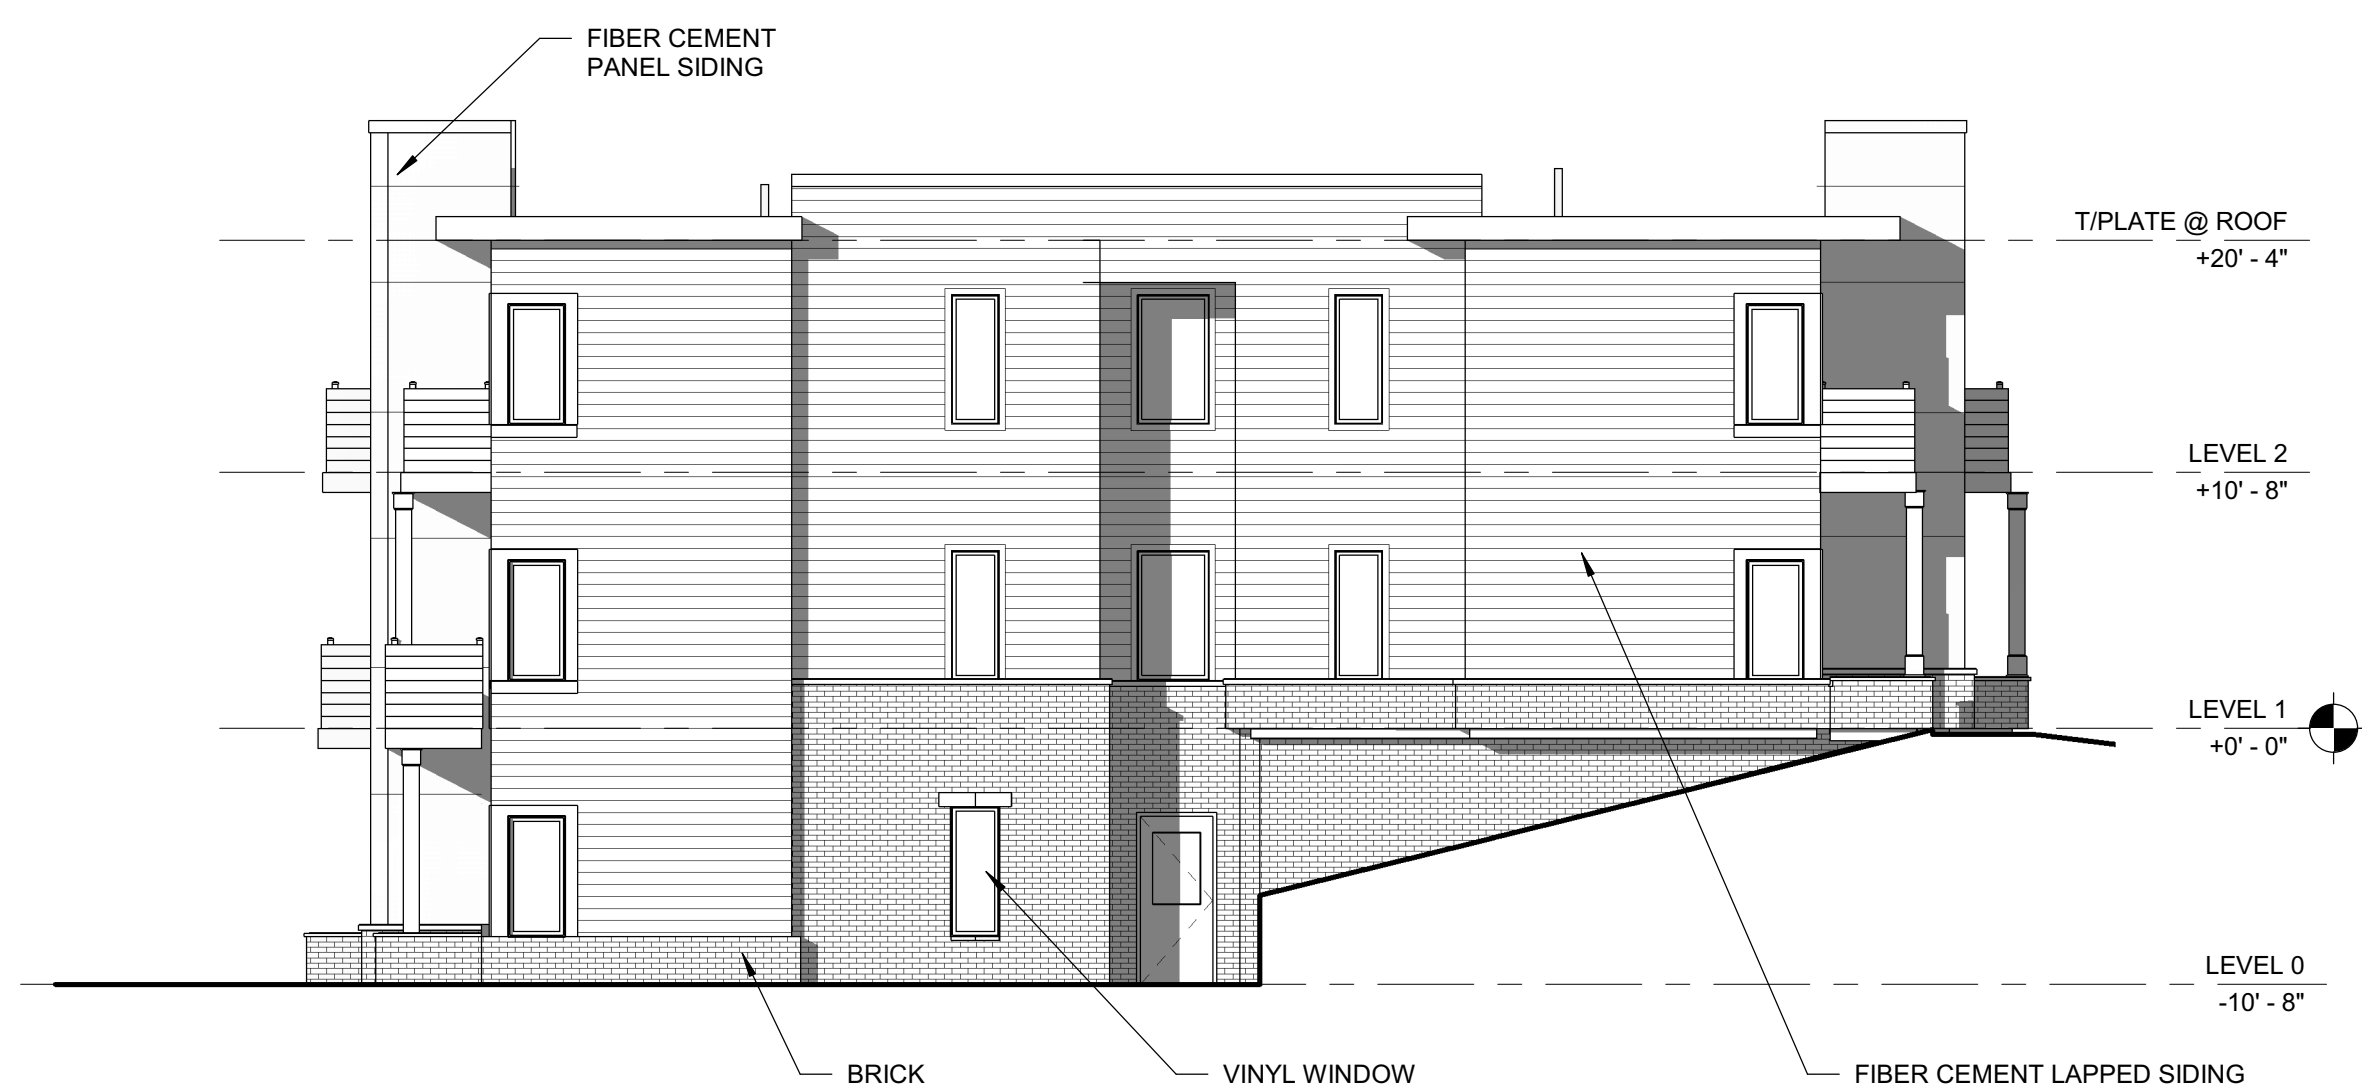 FIBER CEMENT
PANEL SIDING
T/PLATE @ ROOF
+20' - 4"
LEVEL 2
+10' - 8"
LEVEL 1
+0' - 0"
LEVEL 0
-10' - 8"
BRICK
VINYL WINDOW
FIBER CEMENT LAPPED SIDING